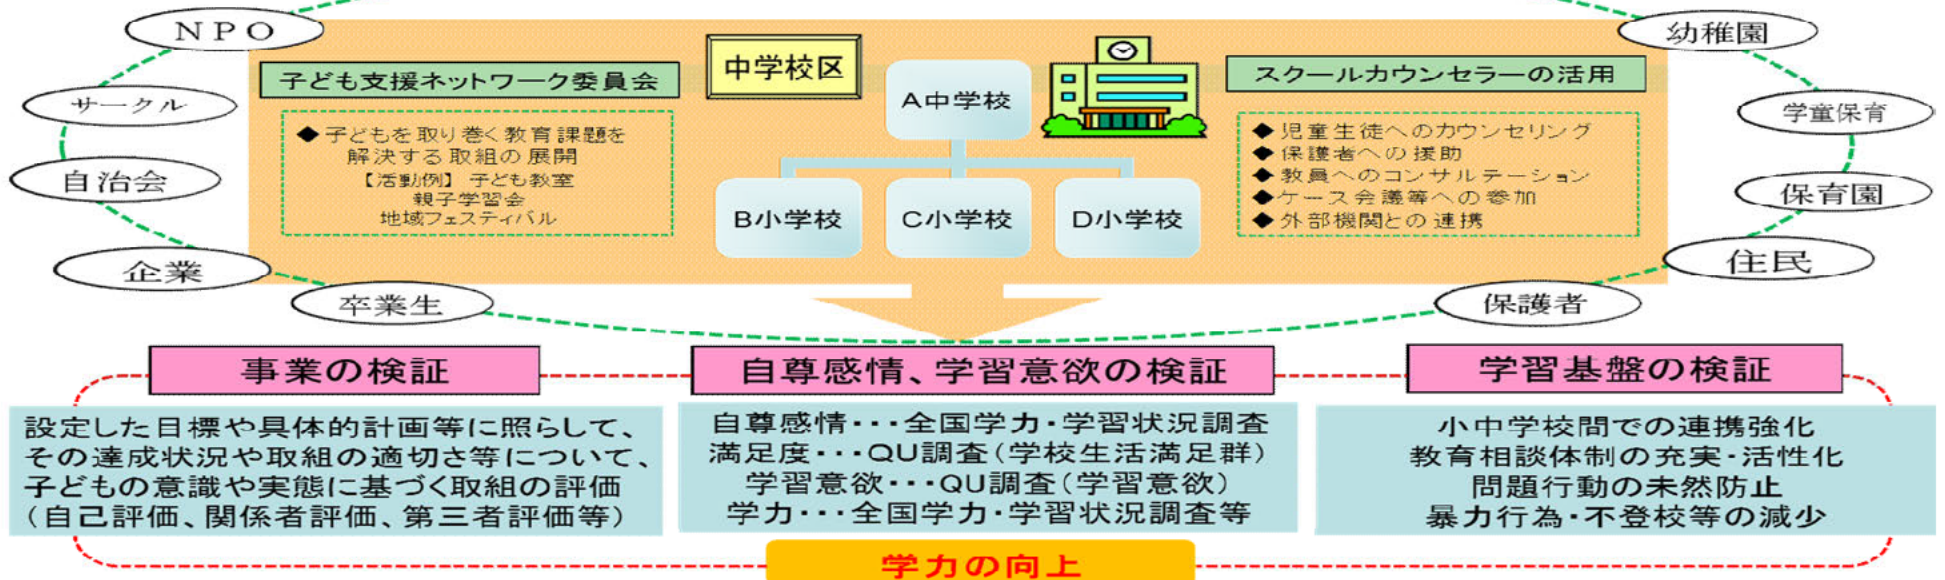 NPO
幼稚園
中学校区
子ども支援ネットワーク委員会
スクールカウンセラーの活用
A中学校
サークル
学童保育
◆子どもを取り巻く教育課題を
解決する取組の展開
【活動例】子ども教室
親子学習会
地域フェスティバル
◆児童生徒へのカウンセリング
◆保護者への援助
◆教員へのコンサルテーション
◆ケース会議等への参加
◆外部機関との連携
自治会
保育園
B小学校
C小学校
D小学校
企業
住民
卒業生
保護者
事業の検証
設定した目標や具体的計画等に照らして、
その達成状況や取組の適切さ等について、
子どもの意識や実態に基づく取組の評価
(自己評価、関係者評価、第三者評価等)
自尊感情、学習意欲の検証
自尊感情・・・全国学力・学習状況調査
満足度・・・QU調査(学校生活満足群)
学習意欲・・・QU調査(学習意欲)
学力・・・全国学力・学習状況調査等
学習基盤の検証
小中学校間での連携強化
教育相談体制の充実・活性化
問題行動の未然防止
暴力行為・不登校等の減少
学力の向上